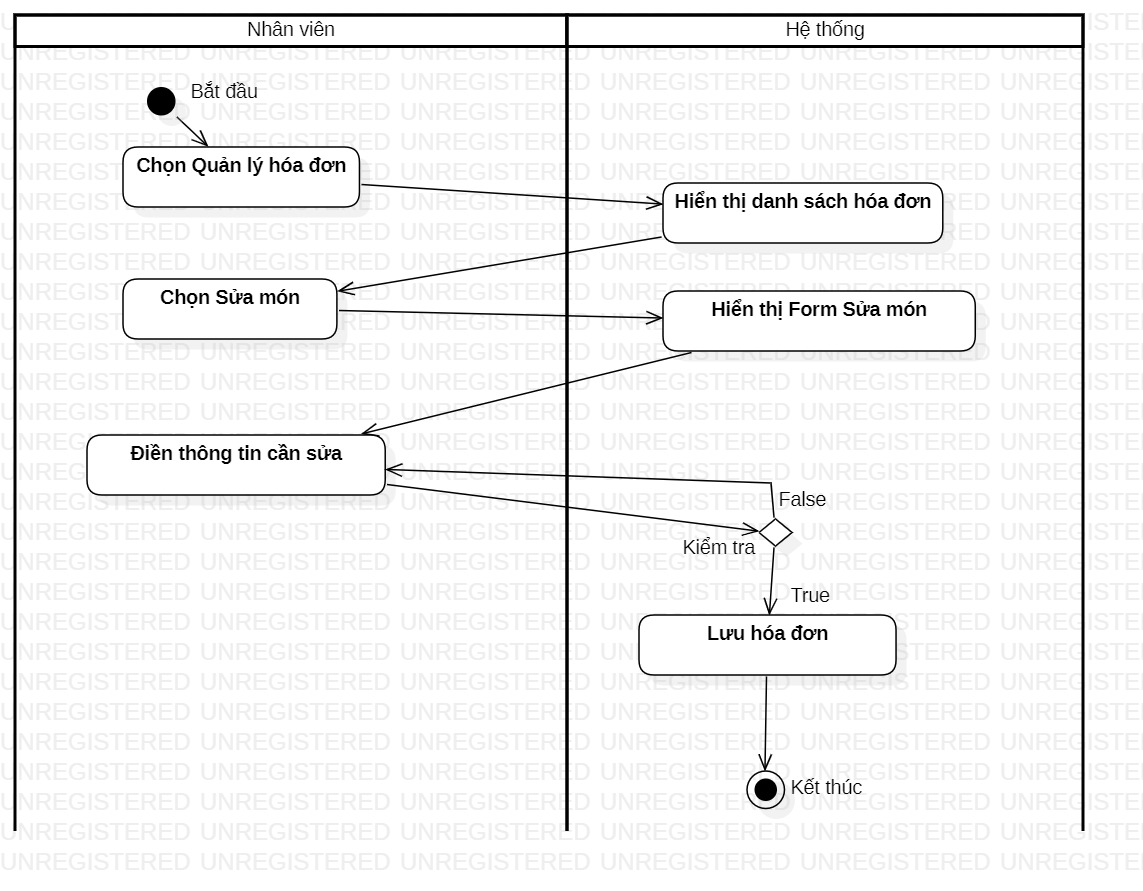 Nhân viên
Hệ thống
Bắt đầu
Chọn Quản lý hóa đơn
Hiển thị danh sách hóa đơn
Chọn Sửa món
Hiển thị Form Sửa món
Điền thông tin cần sửa
False
Kiểm tra
True
Lưu hóa đơn
Kết thúc
UNREGISTERED